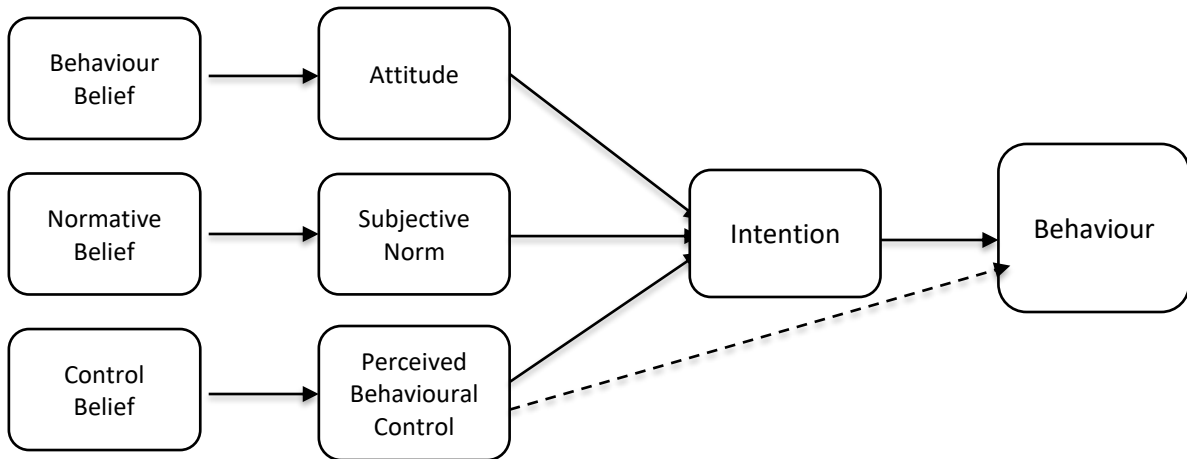 Behaviour
Belief
Attitude
Normative
Belief
Subjective
Norm
Control
Belief
Perceived
Behavioural
Control
Intention
Behaviour